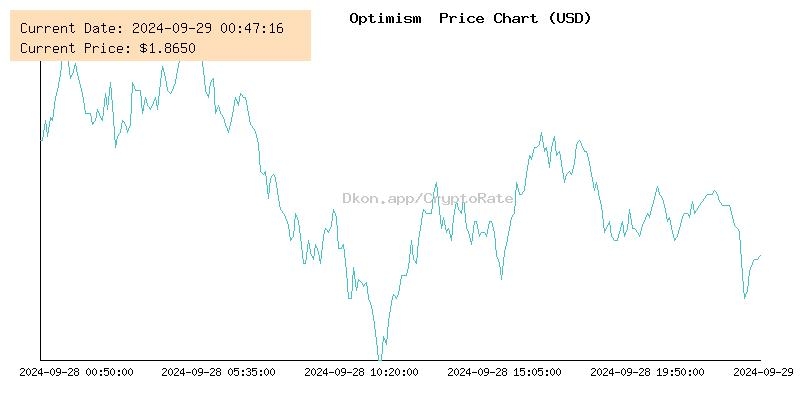 Optimism  Price Chart (USD)
Current Date: 2024-09-29 00:47:16
Current Price: $1.8650
Dkon.app/CryptoRate
2024-09-28 00:50:00 2024-09-28 05:35:00 2024-09-28 10:20:00 2024-09-28 15:05:00 2024-09-28 19:50:00 2024-09-29